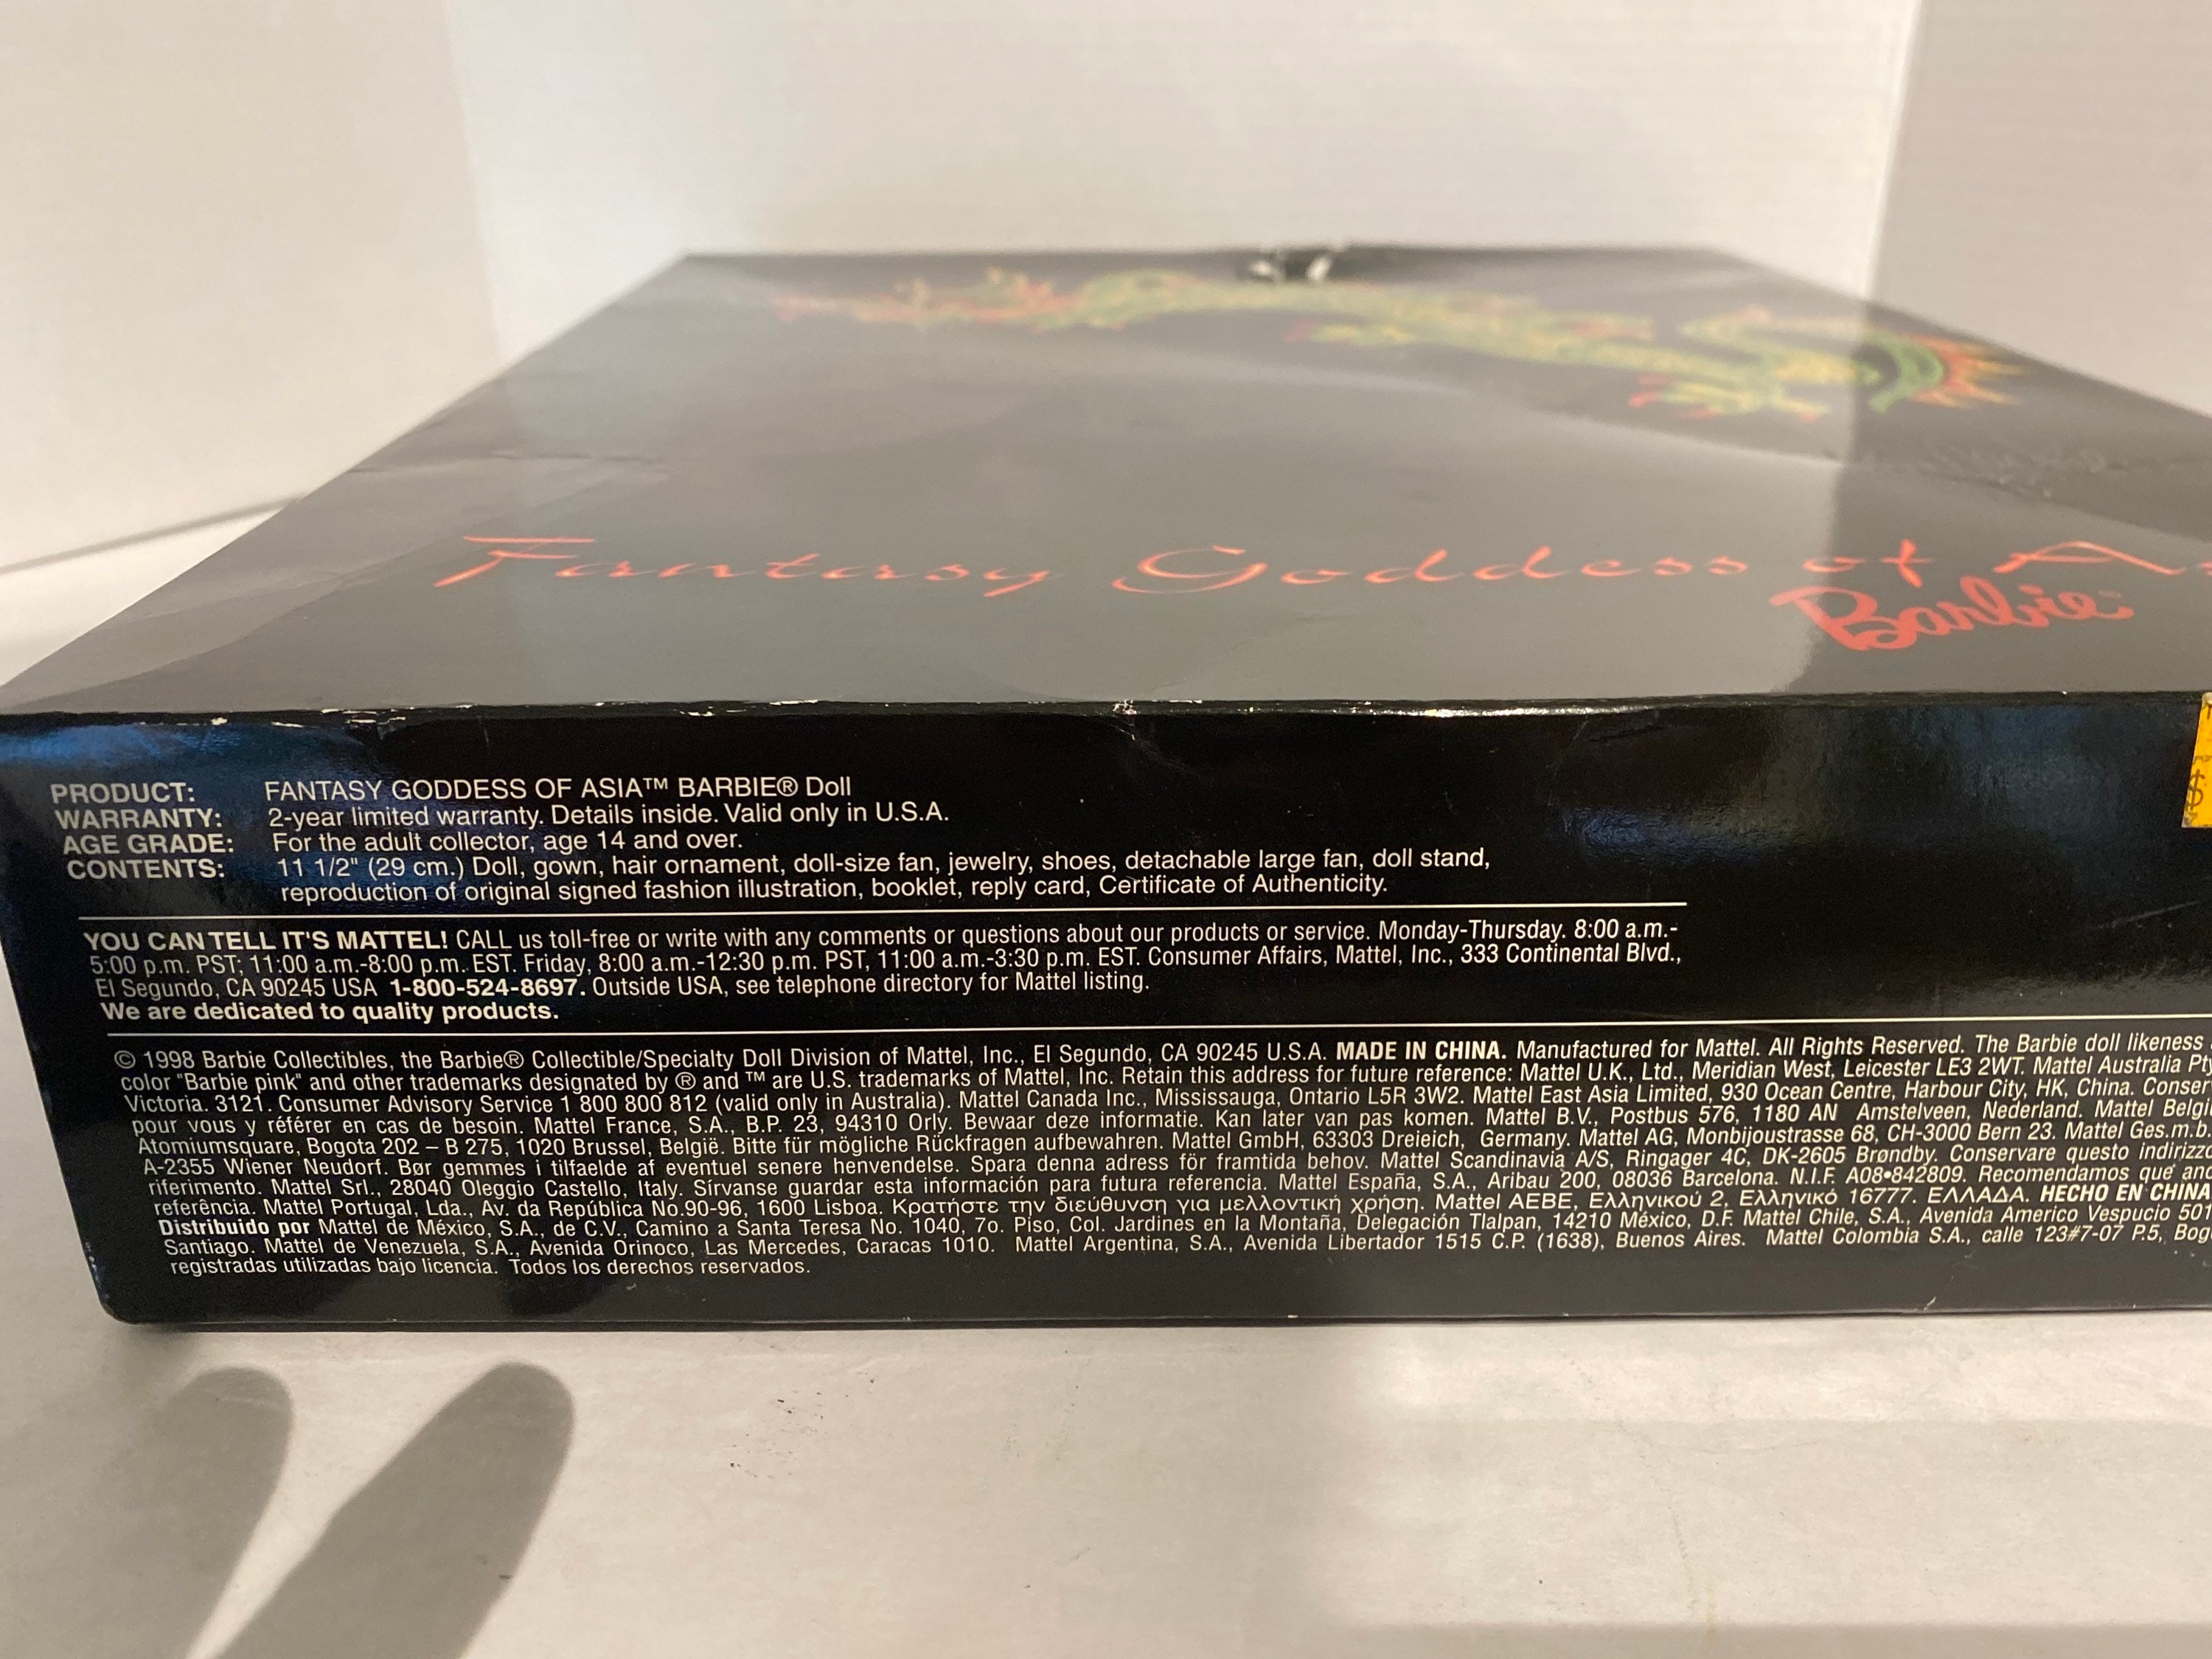 Fantasy Goddess of
Barbie™
$
PRODUCT: FANTASY GODDESS OF ASIA™ BARBIE® Doll
WARRANTY: 2-year limited warranty. Details inside. Valid only in U.S.A.
AGE GRADE: For the adult collector, age 14 and over.
CONTENTS: 11 1/2" (29 cm.) Doll, gown, hair ornament, doll-size fan, jewelry, shoes, detachable large fan, doll stand,
reproduction of original signed fashion illustration, booklet, reply card, Certificate of Authenticity.
YOU CAN TELL IT'S MATTEL! CALL us toll-free or write with any comments or questions about our products or service. Monday-Thursday. 8:00 a.m.-
5:00 p.m. PST; 11:00 a.m.-8:00 p.m. EST. Friday, 8:00 a.m.-12:30 p.m. PST, 11:00 a.m.-3:30 p.m. EST. Consumer Affairs, Mattel, Inc., 333 Continental Blvd.,
El Segundo, CA 90245 USA 1-800-524-8697. Outside USA, see telephone directory for Mattel listing.
We are dedicated to quality products.
© 1998 Barbie Collectibles, the Barbie® Collectible/Specialty Doll Division of Mattel, Inc., El Segundo, CA 90245 U.S.A. MADE IN CHINA. Manufactured for Mattel. All Rights Reserved. The Barbie doll likeness
color "Barbie pink" and other trademarks designated by ® and ™ are U.S. trademarks of Mattel, Inc. Retain this address for future reference: Mattel U.K., Ltd., Meridian West, Leicester LE3 2WT. Mattel Australia Pty
Victoria. 3121. Consumer Advisory Service 1 800 800 812 (valid only in Australia). Mattel Canada Inc., Mississauga, Ontario L5R 3W2. Mattel East Asia Limited, 930 Ocean Centre, Harbour City, HK, China.
pour vous y référer en cas de besoin. Mattel France, S.A., B.P. 23, 94310 Orly. Bewaar deze informatie. Kan later van pas komen. Mattel B.V., Postbus 576, 1180 AN Amstelveen, Nederland. Mattel
Atomiumsquare, Bogota 202 – B 275, 1020 Brussel, België. Bitte für mögliche Rückfragen aufbewahren. Mattel GmbH, 63303 Dreieich, Germany. Mattel AG, Monbijoustrasse 68, CH-3000 Bern 23. Mattel Ges.m.b.
A-2355 Wiener Neudorf. Bør gemmes i tilfaelde af eventuel senere henvendelse. Spara denna adress för framtida behov. Mattel Scandinavia A/S, Ringager 4C, DK-2605 Brøndby. Conservare questo indirizzo
riferimento. Mattel Srl., 28040 Oleggio Castello, Italy. Sírvanse guardar esta información para futura referencia. Mattel España, S.A., Aribau 200, 08036 Barcelona. N.I.F. A08•842809. Recomendamos que
referência. Mattel Portugal, Lda., Av. da República No.90-96, 1600 Lisboa. Κρατήστε την διεύθυνση για μελλοντική χρήση. Mattel ΑΕΒΕ, Ελληνικού 2, Ελληνικό 16777. ΕΛΛΑΔΑ. HECHO EN CHINA
Distribuido por Mattel de México, S.A., de C.V., Camino a Santa Teresa No. 1040, 7o. Piso, Col. Jardines en la Montaña, Delegación Tlalpan, 14210 México, D.F. Mattel Chile, S.A., Avenida Americo Vespucio 501
Santiago. Mattel de Venezuela, S.A., Avenida Orinoco, Las Mercedes, Caracas 1010. Mattel Argentina, S.A., Avenida Libertador 1515 C.P. (1638), Buenos Aires. Mattel Colombia S.A., calle 123#7-07 P.5,
registradas utilizadas bajo licencia. Todos los derechos reservados.